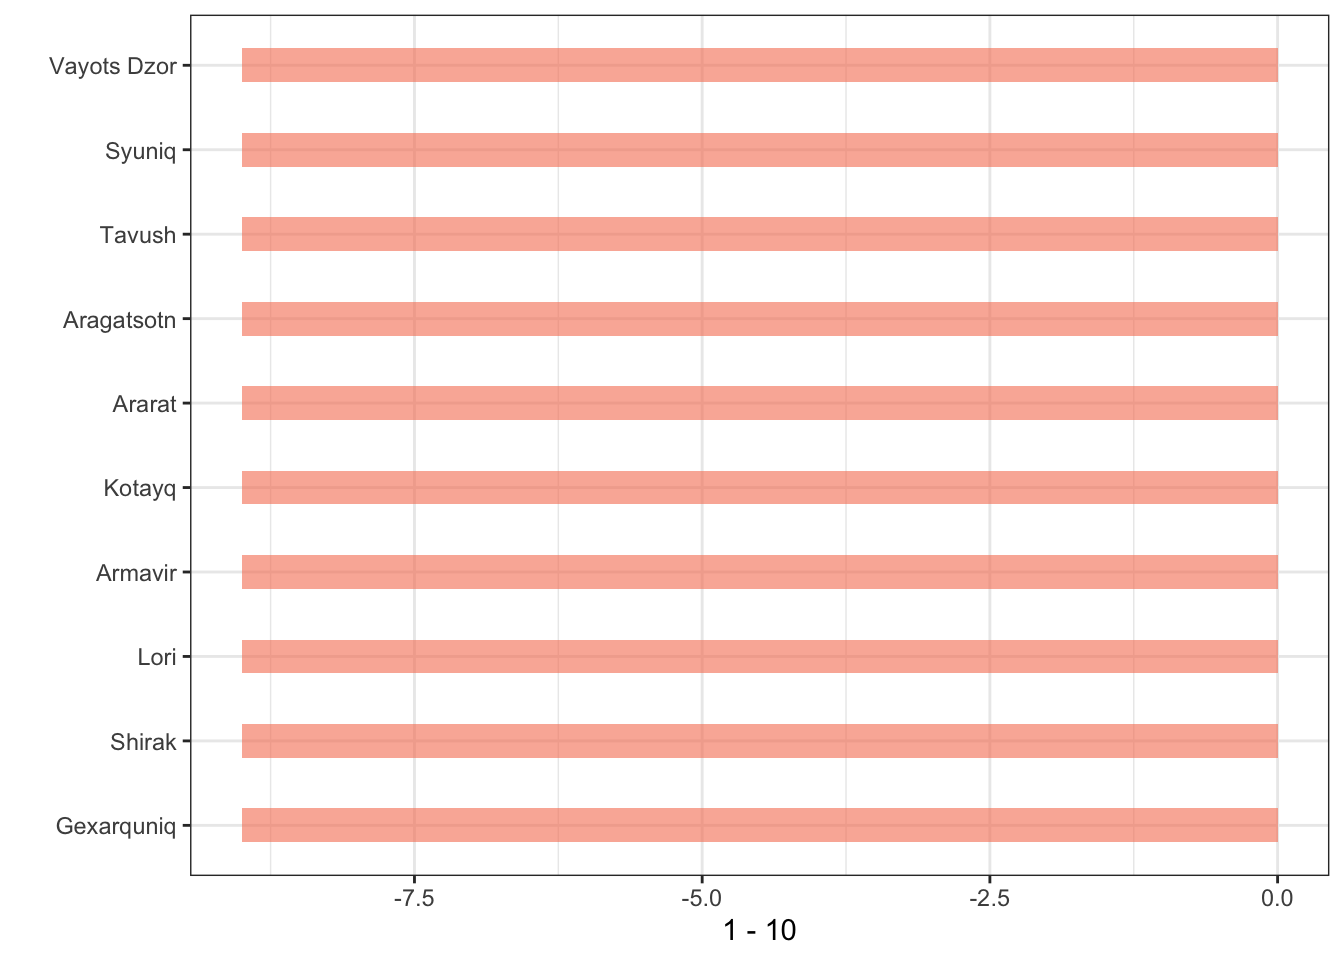 Vayots Dzor
Syuniq
Tavush
Aragatsotn
Ararat
Kotayq
Armavir
Lori
Shirak
Gexarquniq
-7.5 -5.0 -2.5 0.0
1 - 10